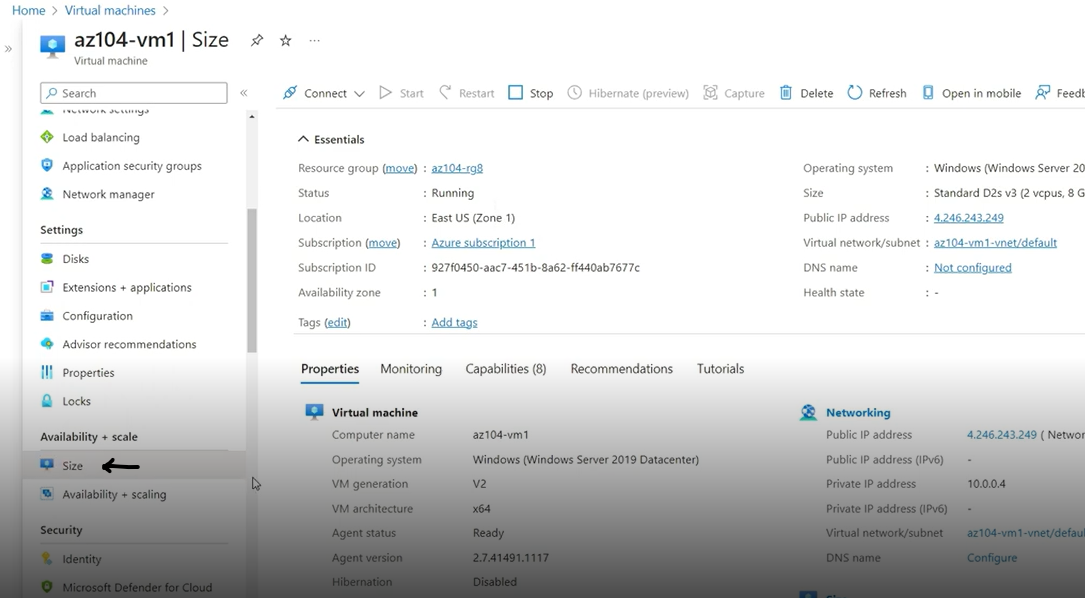 Home > Virtual machines >
az104-vm1 | Size
Virtual machine
Search
Network settings
Load balancing
Application security groups
Network manager
Settings
Disks
Extensions + applications
Configuration
Advisor recommendations
Properties
Locks
Availability + scale
Size
Availability + scaling
Security
Identity
Microsoft Defender for Cloud
Connect Start Restart Stop Hibernate (preview) Capture Delete Refresh Open in mobile Feedb
Essentials
Resource group (move) : az104-rg8
Status : Running
Location : East US (Zone 1)
Subscription (move) : Azure subscription 1
Subscription ID : 927f0450-aac7-451b-8a62-ff440ab7677c
Availability zone : 1
Tags (edit) : Add tags
Operating system : Windows (Windows Server 20
Size : Standard D2s v3 (2 vcpus, 8 G
Public IP address : 4.246.243.249
Virtual network/subnet : az104-vm1-vnet/default
DNS name : Not configured
Health state : -
Properties Monitoring Capabilities (8) Recommendations Tutorials
Virtual machine
Computer name az104-vm1
Operating system Windows (Windows Server 2019 Datacenter)
VM generation V2
VM architecture x64
Agent status Ready
Agent version 2.7.41491.1117
Hibernation Disabled
Networking
Public IP address 4.246.243.249 ( Networ
Public IP address (IPv6) -
Private IP address 10.0.0.4
Private IP address (IPv6) -
Virtual network/subnet az104-vm1-vnet/defaul
DNS name Configure